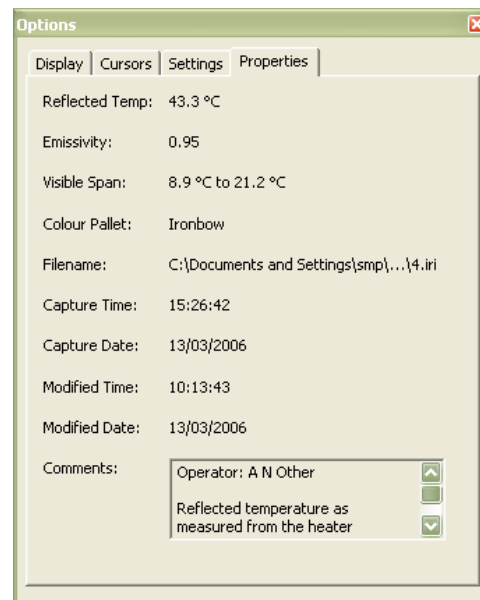 Options
Display Cursors Settings Properties
Reflected Temp: 43.3 °C
Emissivity: 0.95
Visible Span: 8.9 °C to 21.2 °C
Colour Pallet: Ironbow
Filename: C:\Documents and Settings\smp\...\4.iri
Capture Time: 15:26:42
Capture Date: 13/03/2006
Modified Time: 10:13:43
Modified Date: 13/03/2006
Comments: Operator: A N Other
Reflected temperature as
measured from the heater